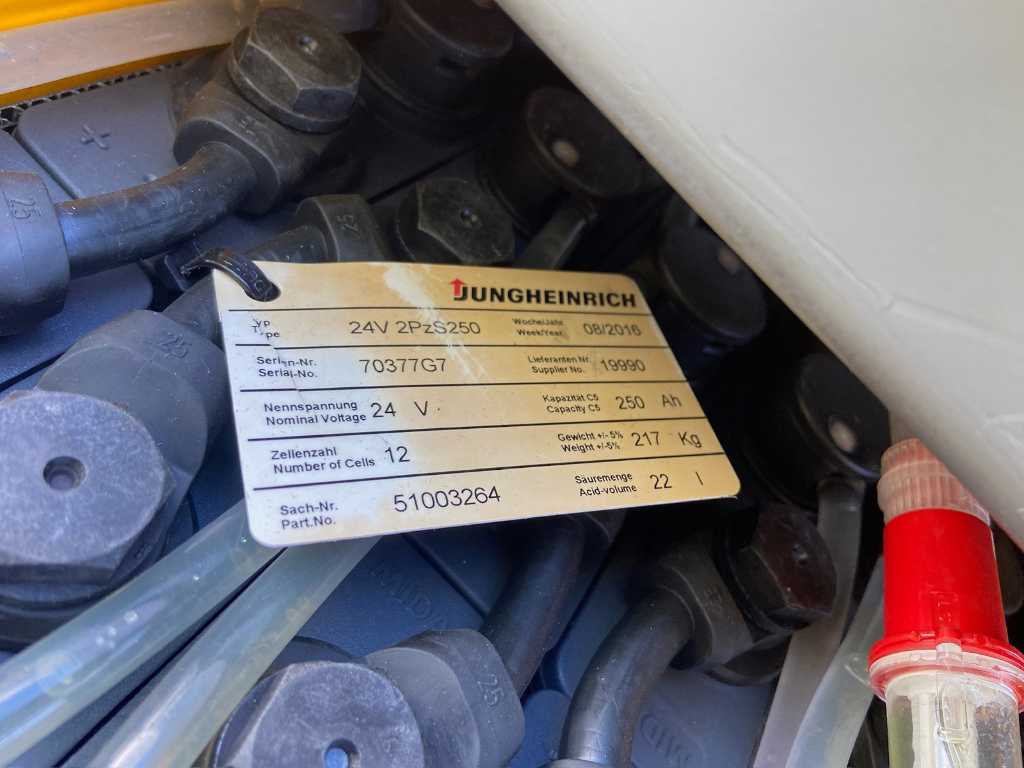 JUNGHEINRICH
Typ
Type 24V 2PzS250 Woche/Jahr
Week/Year. 08/2016
Serien-Nr.
Serial-No. 70377G7 Lieferanten Nr.
Supplier No. 19990
Nennspannung
Nominal Voltage 24 V Kapazität C5
Capacity C5 250 Ah
Zellenzahl
Number of Cells 12 Gewicht +/-5%
Weight +/-5% 217 Kg
Sach-Nr.
Part.No. 51003264 Säuremenge
Acid-volume 22 l
+
25
25
25
25
25